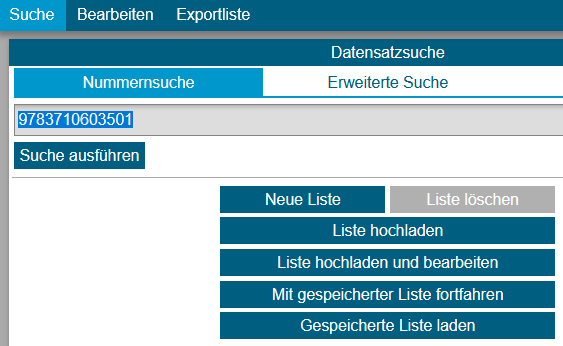 Suche Bearbeiten Exportliste
Datensatzsuche
Nummernsuche Erweiterte Suche
9783710603501
Suche ausführen
Neue Liste Liste löschen
Liste hochladen
Liste hochladen und bearbeiten
Mit gespeicherter Liste fortfahren
Gespeicherte Liste laden